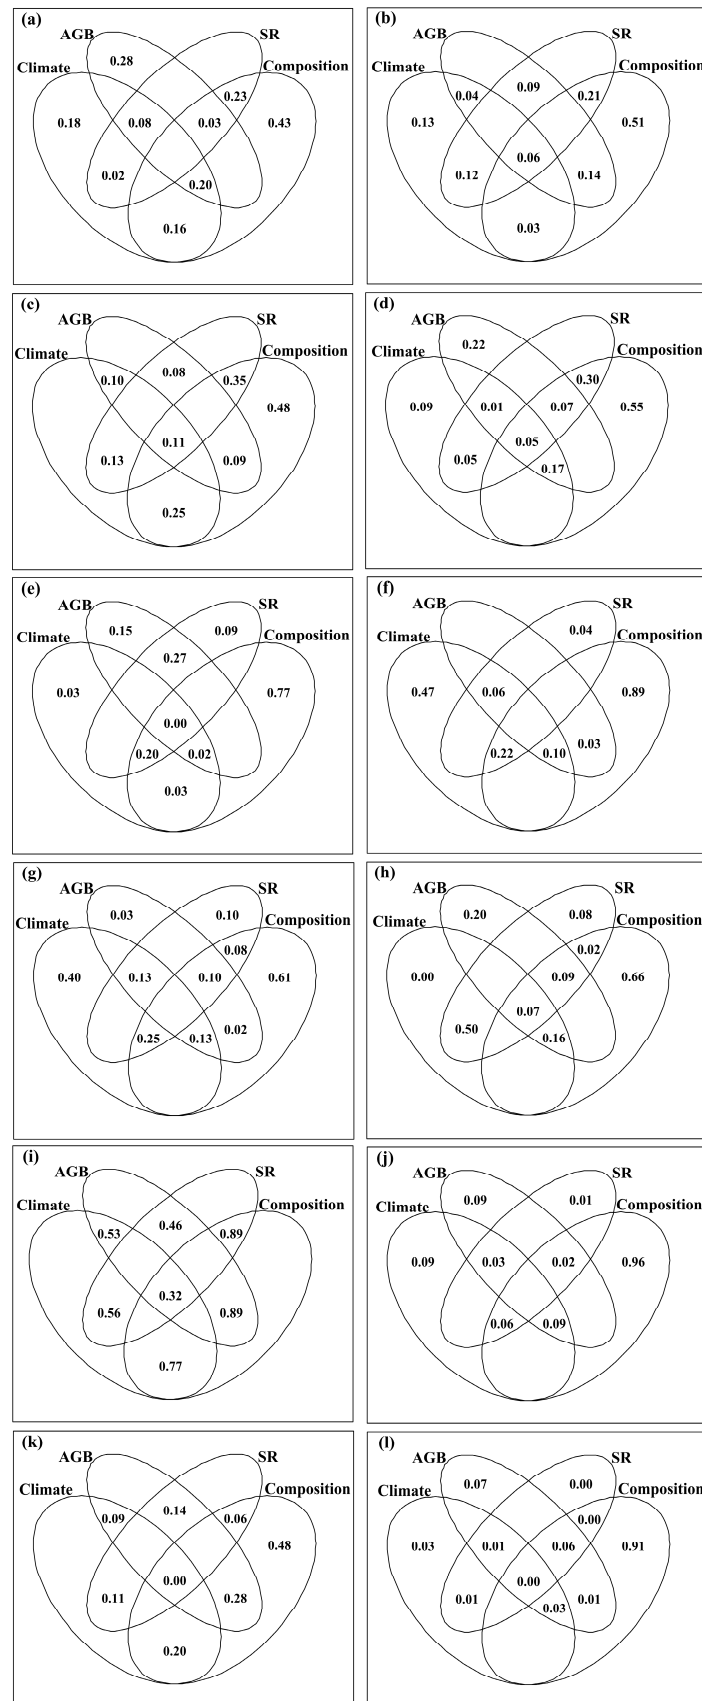 (a)
AGB SR
Climate Composition
0.28
0.23
0.18 0.08 0.03 0.43
0.02 0.20
0.16
(b)
AGB SR
Climate Composition
0.04 0.09 0.21
0.13 0.51
0.06
0.12 0.14
0.03
(c)
AGB SR
Climate Composition
0.10 0.08 0.35
0.48
0.11
0.13 0.09
0.25
(d)
AGB SR
Climate Composition
0.22
0.30
0.09 0.01 0.07 0.55
0.05
0.05 0.17
(e)
AGB SR
Climate Composition
0.15 0.09
0.27
0.03 0.77
0.00
0.20 0.02
0.03
(f)
AGB SR
Climate Composition
0.04
0.47 0.06 0.89
0.22 0.10 0.03
(g)
AGB SR
Climate Composition
0.03 0.10
0.08
0.40 0.13 0.10 0.61
0.25 0.13 0.02
(h)
AGB SR
Climate Composition
0.20 0.08
0.02
0.00 0.09 0.66
0.07
0.50 0.16
(i)
AGB SR
Climate Composition
0.53 0.46 0.89
0.32
0.56 0.89
0.77
(j)
AGB SR
Climate Composition
0.09 0.01
0.09 0.03 0.02 0.96
0.06 0.09
(k)
AGB SR
Climate Composition
0.09 0.14 0.06
0.48
0.00
0.11 0.28
0.20
(l)
AGB SR
Climate Composition
0.07 0.00
0.00
0.03 0.01 0.06 0.91
0.00
0.01 0.03 0.01